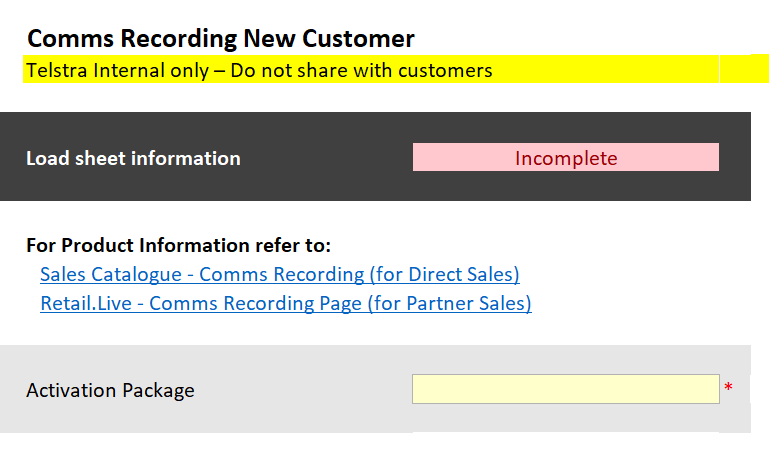 Comms Recording New Customer
Telstra Internal only – Do not share with customers
Load sheet information
Incomplete
For Product Information refer to:
Sales Catalogue - Comms Recording (for Direct Sales)
Retail.Live - Comms Recording Page (for Partner Sales)
Activation Package
*